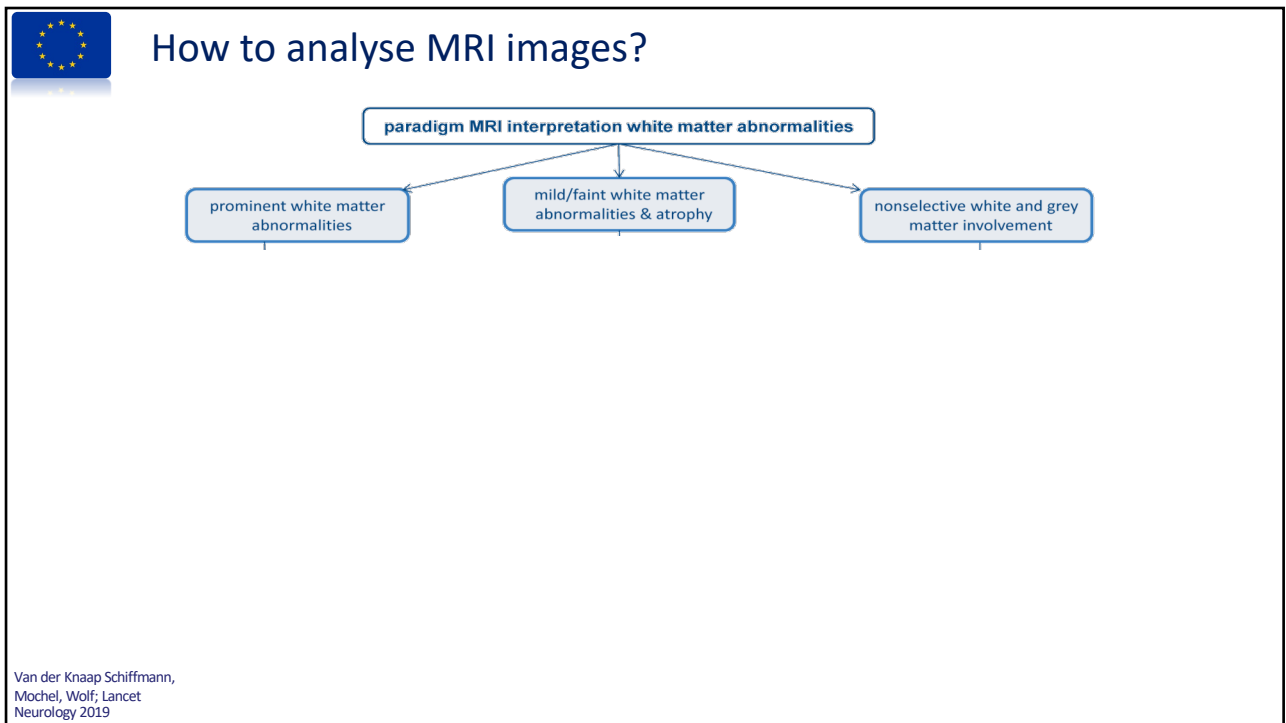 How to analyse MRI images?
paradigm MRI interpretation white matter abnormalities
prominent white matter
abnormalities
mild/faint white matter
abnormalities & atrophy
nonselective white and grey
matter involvement
Van der Knaap Schiffmann,
Mochel, Wolf; Lancet
Neurology 2019